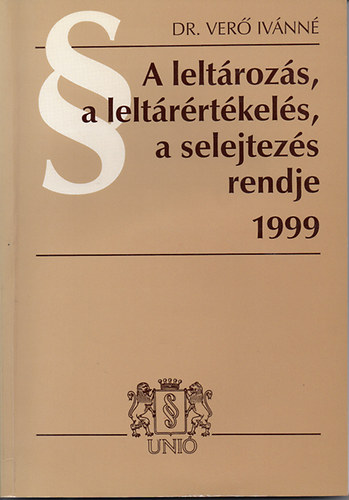 §
DR. VERŐ IVÁNNÉ
A leltározás,
a leltárértékelés,
a selejtezés
rendje
1999
§
UNIÓ